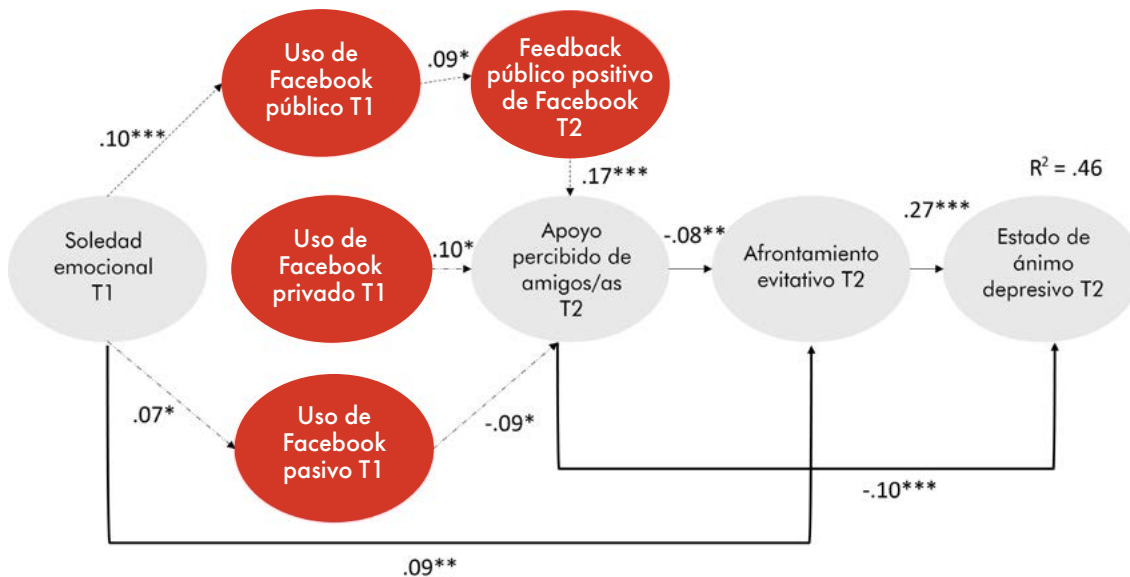 Uso de
Facebook
público T1
.09*
Feedback
público positivo
de Facebook
T2
.10***
.17***
R² = .46
Soledad
emocional
T1
Uso de
Facebook
privado T1
.10*
Apoyo
percibido de
amigos/as
T2
-.08**
Afrontamiento
evitativo T2
.27***
Estado de
ánimo
depresivo T2
.07*
Uso de
Facebook
pasivo T1
-.09*
-.10***
.09**